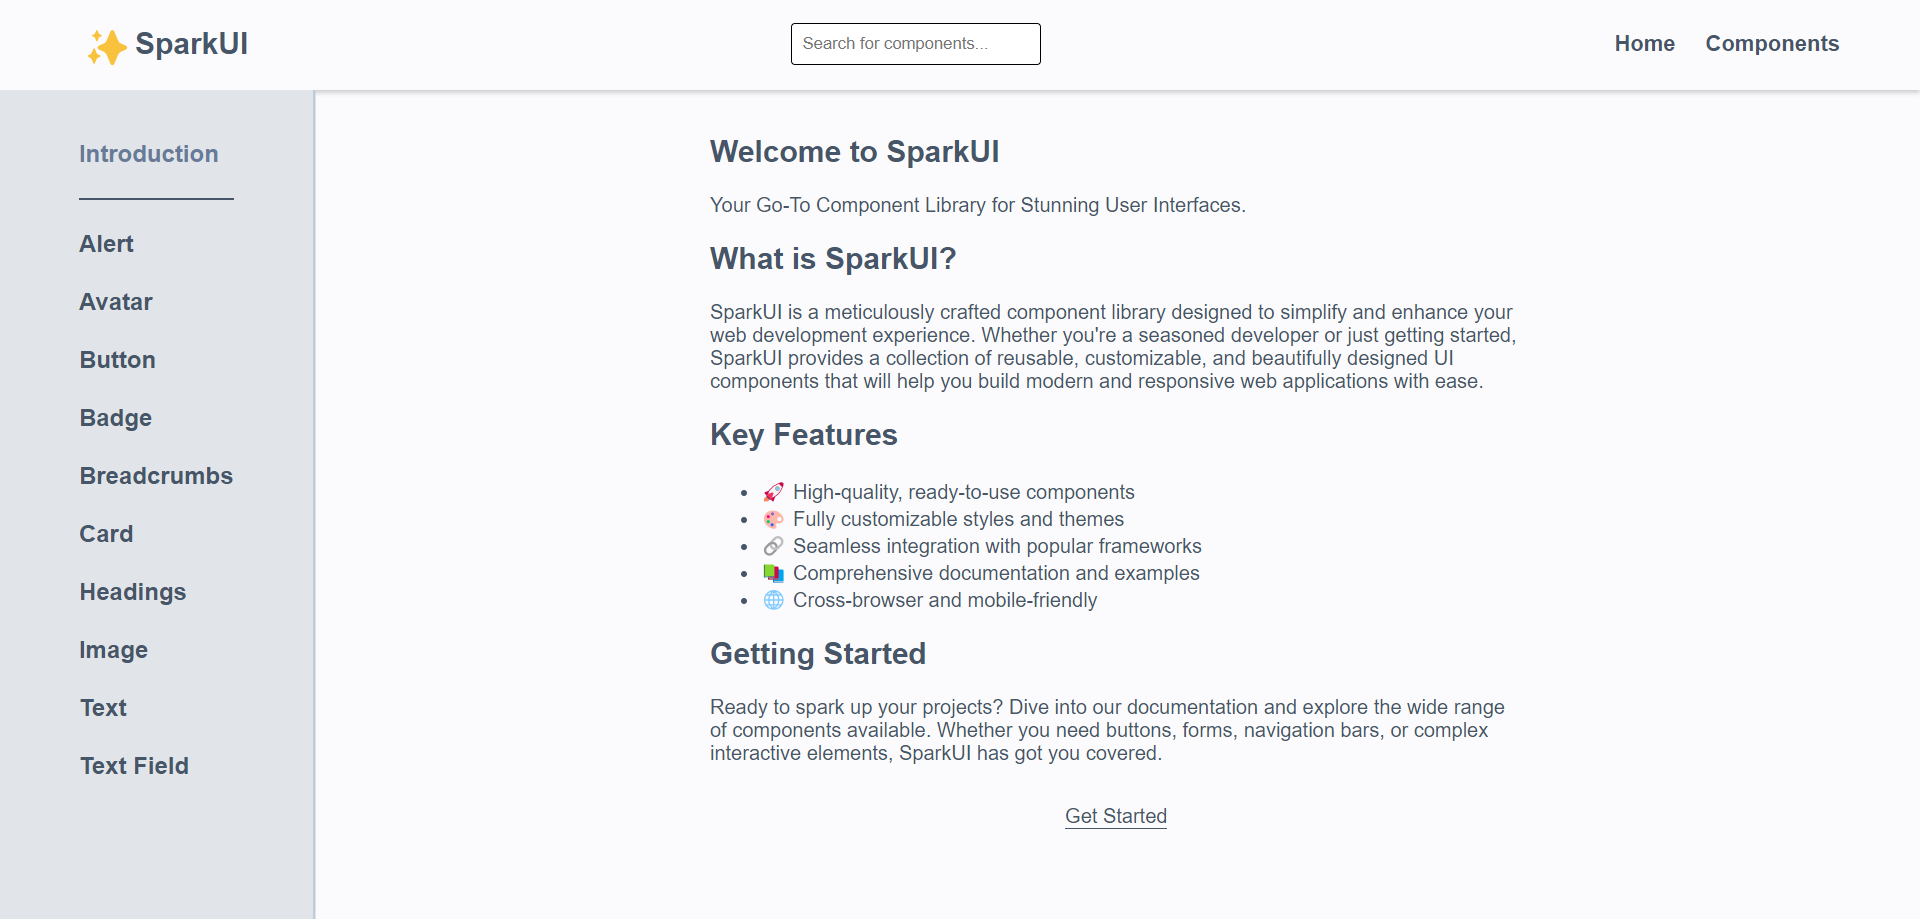 ✨ SparkUI
Search for components...
Home
Components
Introduction
Alert
Avatar
Button
Badge
Breadcrumbs
Card
Headings
Image
Text
Text Field
Welcome to SparkUI
Your Go-To Component Library for Stunning User Interfaces.
What is SparkUI?
SparkUI is a meticulously crafted component library designed to simplify and enhance your
web development experience. Whether you're a seasoned developer or just getting started,
SparkUI provides a collection of reusable, customizable, and beautifully designed UI
components that will help you build modern and responsive web applications with ease.
Key Features
• 🚀 High-quality, ready-to-use components
• 🎨 Fully customizable styles and themes
• 🔗 Seamless integration with popular frameworks
• 📚 Comprehensive documentation and examples
• 🌐 Cross-browser and mobile-friendly
Getting Started
Ready to spark up your projects? Dive into our documentation and explore the wide range
of components available. Whether you need buttons, forms, navigation bars, or complex
interactive elements, SparkUI has got you covered.
Get Started